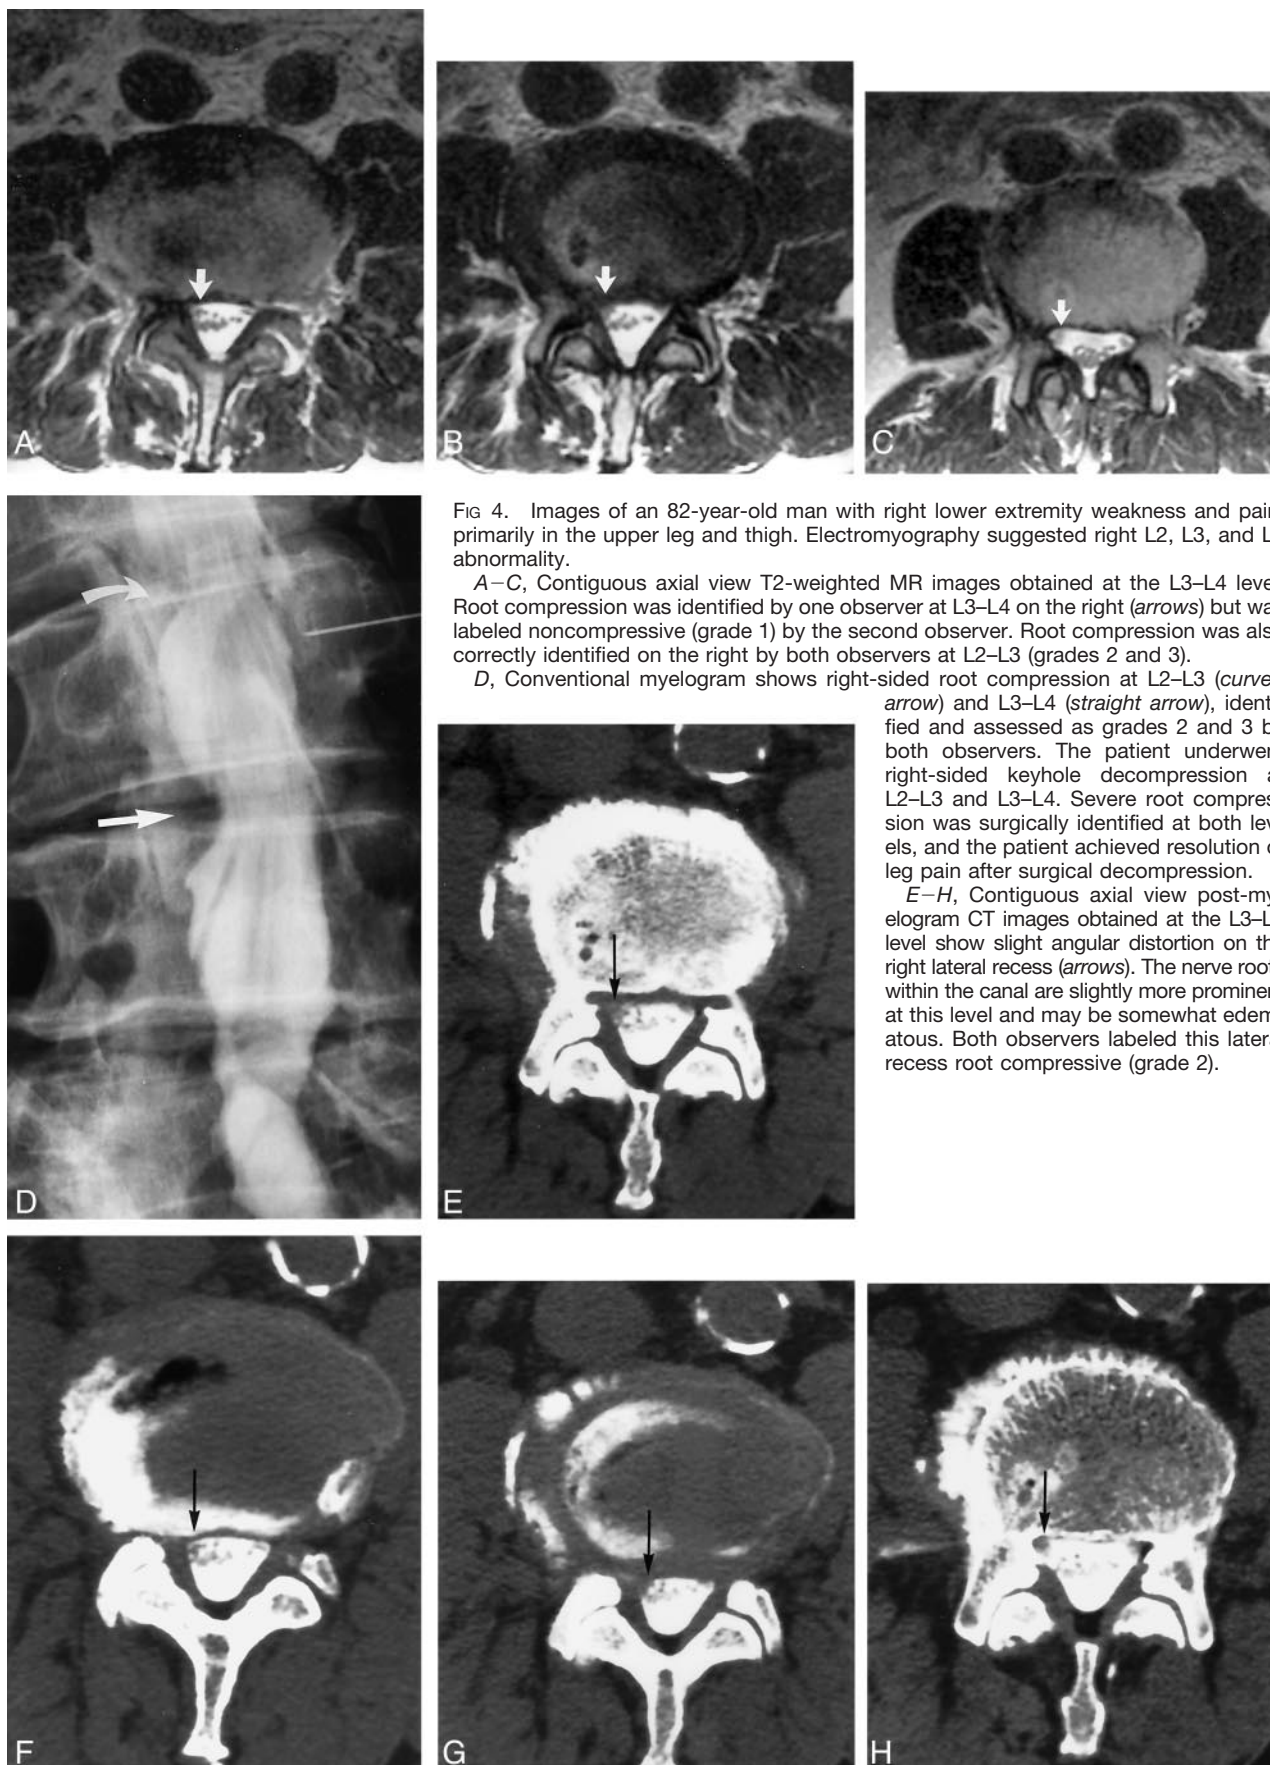 A
B
C
FIG 4. Images of an 82-year-old man with right lower extremity weakness and pain
primarily in the upper leg and thigh. Electromyography suggested right L2, L3, and L
abnormality.
A–C, Contiguous axial view T2-weighted MR images obtained at the L3–L4 leve
Root compression was identified by one observer at L3–L4 on the right (arrows) but wa
labeled noncompressive (grade 1) by the second observer. Root compression was als
correctly identified on the right by both observers at L2–L3 (grades 2 and 3).
D, Conventional myelogram shows right-sided root compression at L2–L3 (curve
arrow) and L3–L4 (straight arrow), identi
fied and assessed as grades 2 and 3 b
both observers. The patient underwen
right-sided keyhole decompression a
L2–L3 and L3–L4. Severe root compres
sion was surgically identified at both lev
els, and the patient achieved resolution o
leg pain after surgical decompression.
E–H, Contiguous axial view post-my
elogram CT images obtained at the L3–L
level show slight angular distortion on th
right lateral recess (arrows). The nerve root
within the canal are slightly more prominen
at this level and may be somewhat edem
atous. Both observers labeled this latera
recess root compressive (grade 2).
D
E
F
G
H